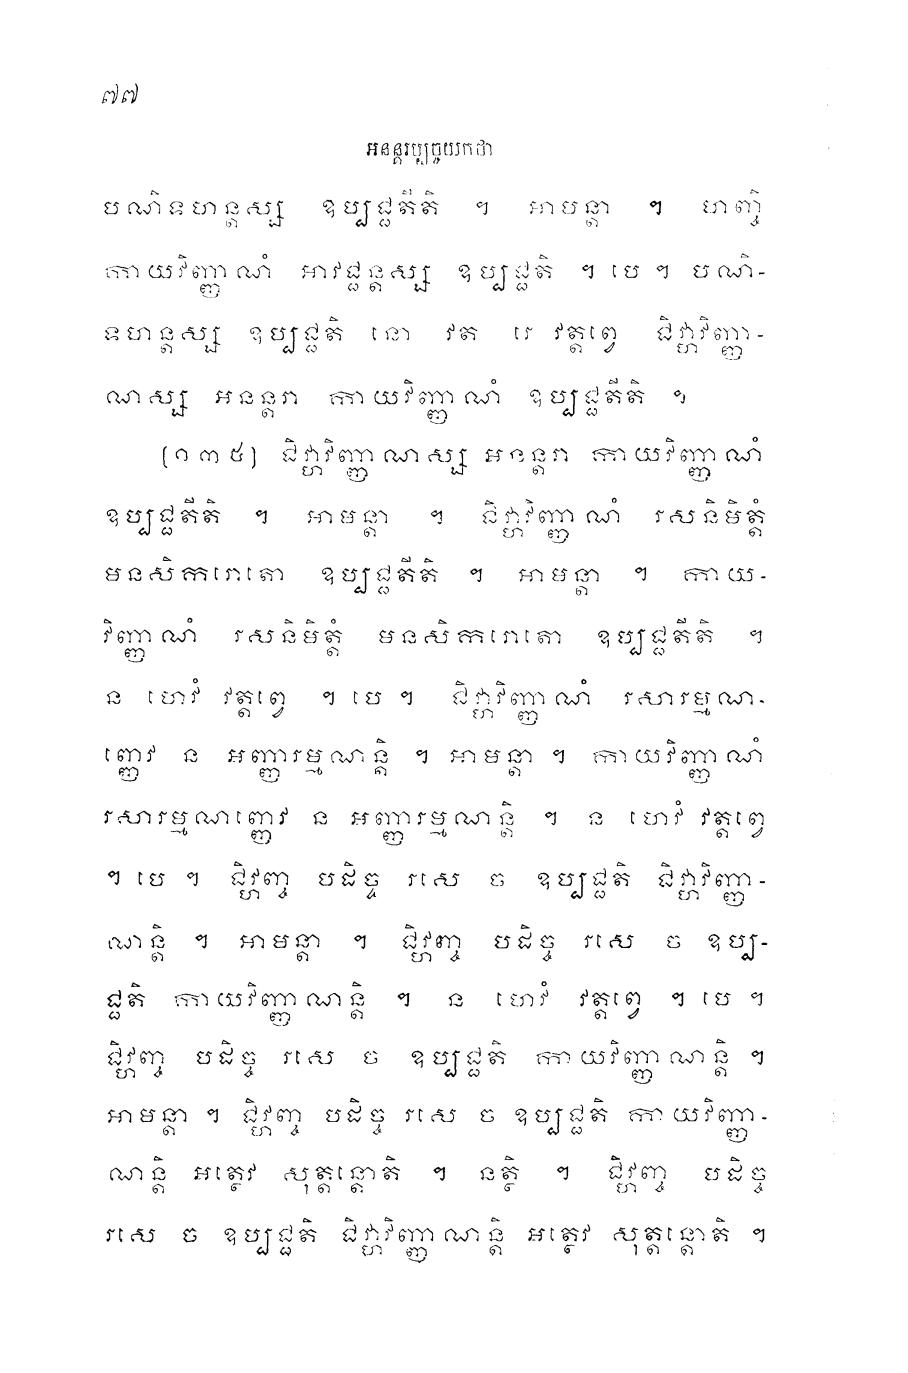 ៧៧
អនន្តរប្បច្ចយកថា
បណិទហន្តស្ស ឧប្បជ្ជតីតិ ។ អាមន្តា ។ ហញ្ចិ
កាយវិញ្ញាណំ អាវជ្ជន្តស្ស ឧប្បជ្ជតិ ។ បេ ។ បណិ-
ទហន្តស្ស ឧប្បជ្ជតិ នោ វត រេ វត្តព្វេ ជិវ្ហាវិញ្ញា-
ណស្ស អនន្តរា កាយវិញ្ញាណំ ឧប្បជ្ជតីតិ ។
[១៣៥] ជិវ្ហាវិញ្ញាណស្ស អនន្តរា កាយវិញ្ញាណំ
ឧប្បជ្ជតីតិ ។ អាមន្តា ។ ជិវ្ហាវិញ្ញាណំ រសនិមិត្តំ
មនសិការោតោ ឧប្បជ្ជតីតិ ។ អាមន្តា ។ កាយ-
វិញ្ញាណំ រសនិមិត្តំ មនសិការោតោ ឧប្បជ្ជតីតិ ។
ន ហេវំ វត្តព្វេ ។ បេ ។ ជិវ្ហាវិញ្ញាណំ រសារម្មណ-
ញ្ញេវ ន អញ្ញារម្មណន្តិ ។ អាមន្តា ។ កាយវិញ្ញាណំ
រសារម្មណញ្ញេវ ន អញ្ញារម្មណន្តិ ។ ន ហេវំ វត្តព្វេ
។ បេ ។ ជិវ្ហញ្ច បដិច្ច រសេ ច ឧប្បជ្ជតិ ជិវ្ហាវិញ្ញា-
ណន្តិ ។ អាមន្តា ។ ជិវ្ហញ្ច បដិច្ច រសេ ច ឧប្ប-
ជ្ជតិ កាយវិញ្ញាណន្តិ ។ ន ហេវំ វត្តព្វេ ។ បេ ។
ជិវ្ហញ្ច បដិច្ច រសេ ច ឧប្បជ្ជតិ កាយវិញ្ញាណន្តិ ។
អាមន្តា ។ ជិវ្ហញ្ច បដិច្ច រសេ ច ឧប្បជ្ជតិ កាយវិញ្ញា-
ណន្តិ អត្ថេវ សុត្តន្តោតិ ។ នត្ថិ ។ ជិវ្ហញ្ច បដិច្ច
រសេ ច ឧប្បជ្ជតិ ជិវ្ហាវិញ្ញាណន្តិ អត្ថេវ សុត្តន្តោតិ ។